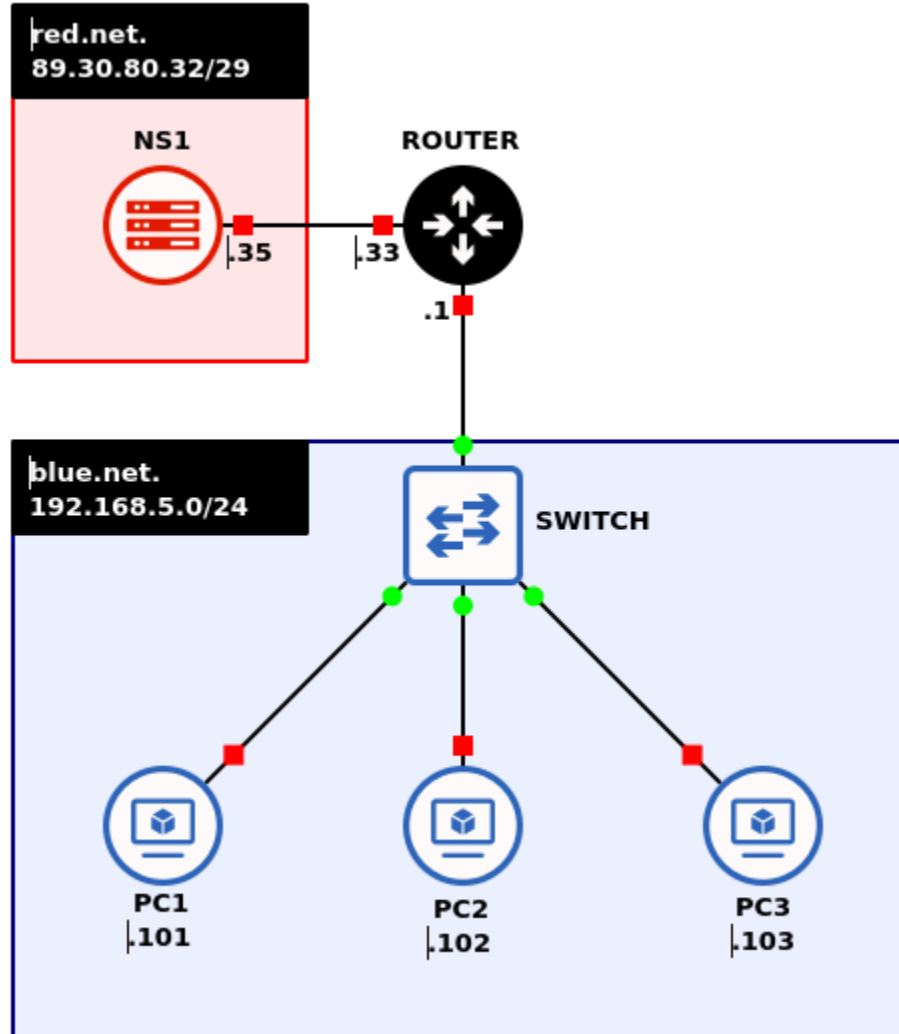 red.net.
89.30.80.32/29
NS1
ROUTER
.35
.33
.1
blue.net.
192.168.5.0/24
SWITCH
PC1
.101
PC2
.102
PC3
.103